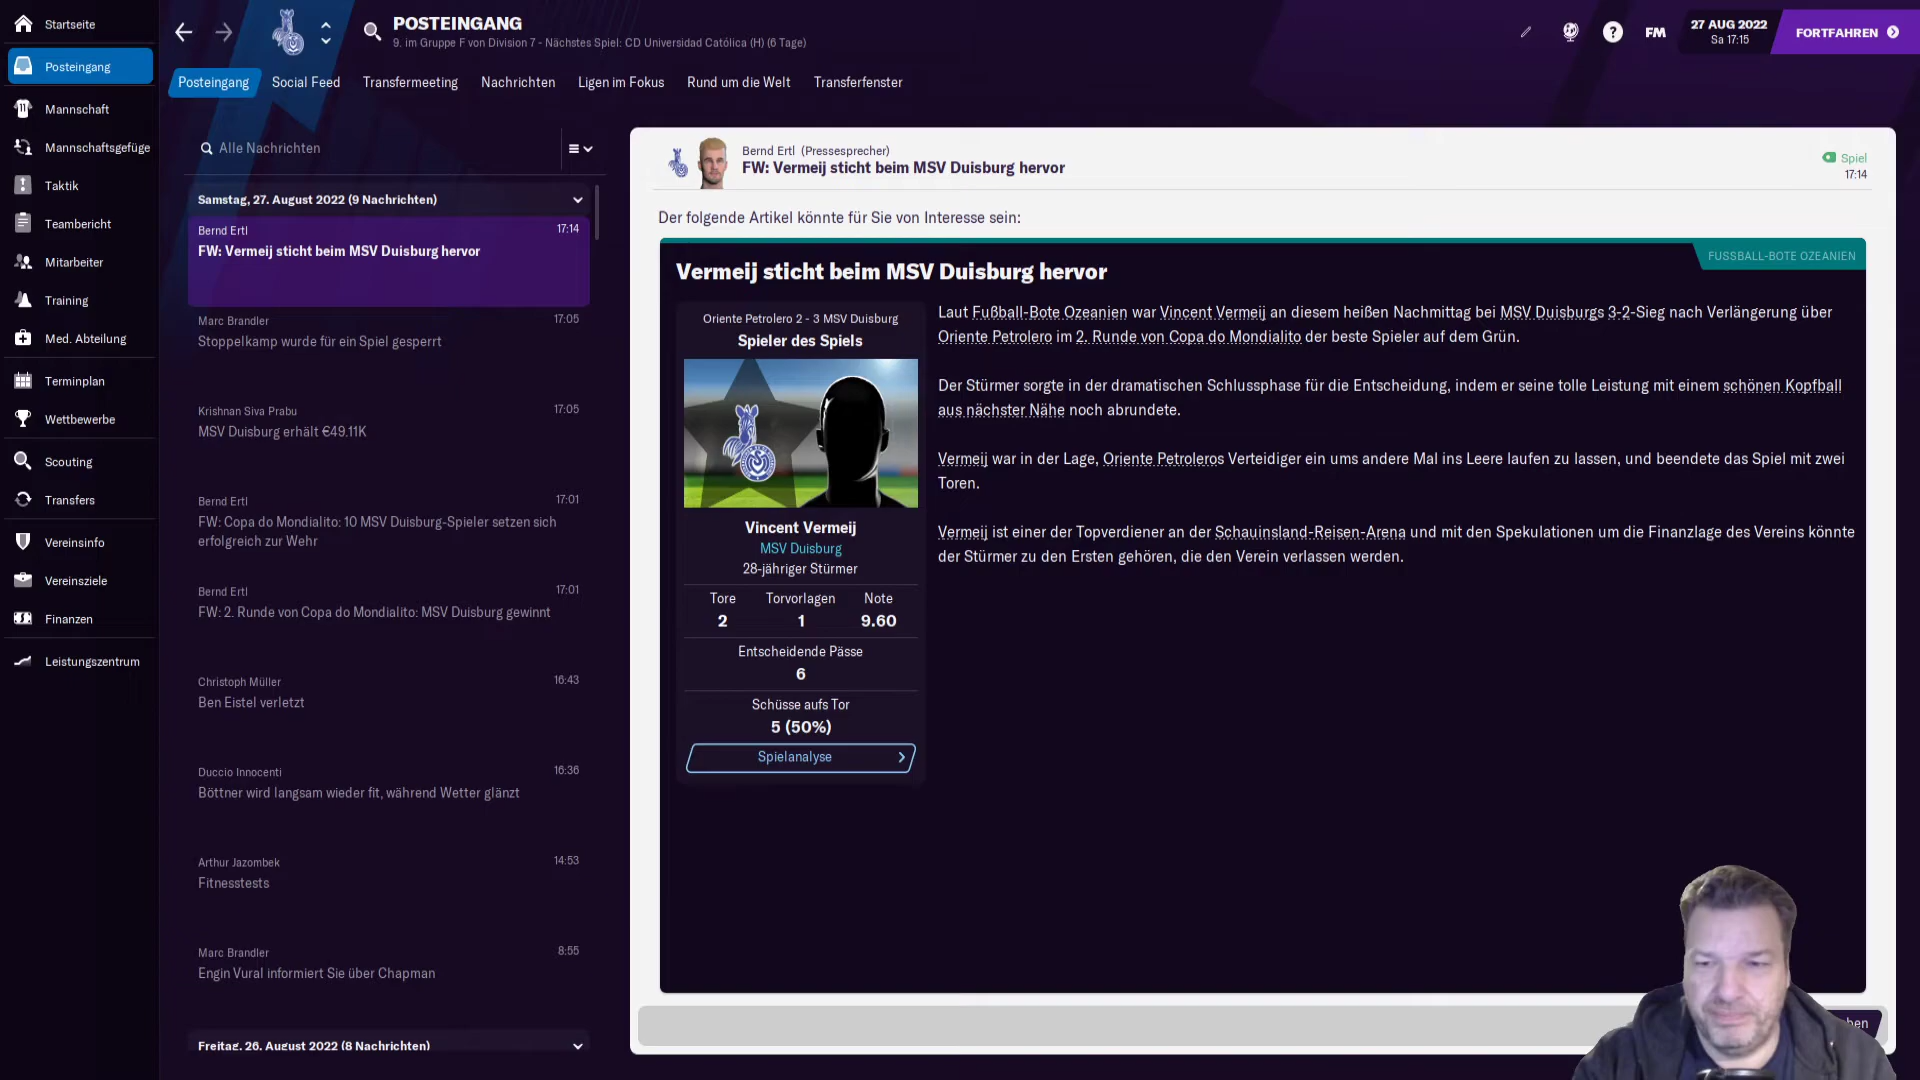 Startseite
Posteingang
Mannschaft
Mannschaftsgefüge
Taktik
Teambericht
Mitarbeiter
Training
Med. Abteilung
Terminplan
Wettbewerbe
Scouting
Transfers
Vereinsinfo
Vereinsziele
Finanzen
Leistungszentrum
POSTEINGANG
9. im Gruppe F von Division 7 - Nächstes Spiel: CD Universidad Católica (H) (6 Tage)
FM
27 AUG 2022
Sa 17:15
FORTFAHREN
Posteingang
Social Feed
Transfermeeting
Nachrichten
Ligen im Fokus
Rund um die Welt
Transferfenster
Alle Nachrichten
Samstag, 27. August 2022 (9 Nachrichten)
Bernd Ertl 17:14
FW: Vermeij sticht beim MSV Duisburg hervor
Marc Brandler 17:05
Stoppelkamp wurde für ein Spiel gesperrt
Krishnan Siva Prabu 17:05
MSV Duisburg erhält €49.11K
Bernd Ertl 17:01
FW: Copa do Mondialito: 10 MSV Duisburg-Spieler setzen sich
erfolgreich zur Wehr
Bernd Ertl 17:01
FW: 2. Runde von Copa do Mondialito: MSV Duisburg gewinnt
Christoph Müller 16:43
Ben Eistel verletzt
Duccio Innocenti 16:36
Böttner wird langsam wieder fit, während Wetter glänzt
Arthur Jazombek 14:53
Fitnesstests
Marc Brandler 8:55
Engin Vural informiert Sie über Chapman
Freitag, 26. August 2022 (8 Nachrichten)
Bernd Ertl (Pressesprecher)
FW: Vermeij sticht beim MSV Duisburg hervor
Spiel
17:14
Der folgende Artikel könnte für Sie von Interesse sein:
FUSSBALL-BOTE OZEANIEN
Vermeij sticht beim MSV Duisburg hervor
Oriente Petrolero 2 - 3 MSV Duisburg
Spieler des Spiels
Vincent Vermeij
MSV Duisburg
28-jähriger Stürmer
Tore Torvorlagen Note
2 1 9.60
Entscheidende Pässe
6
Schüsse aufs Tor
5 (50%)
Spielanalyse
Laut Fußball-Bote Ozeanien war Vincent Vermeij an diesem heißen Nachmittag bei MSV Duisburgs 3-2-Sieg nach Verlängerung über
Oriente Petrolero im 2. Runde von Copa do Mondialito der beste Spieler auf dem Grün.
Der Stürmer sorgte in der dramatischen Schlussphase für die Entscheidung, indem er seine tolle Leistung mit einem schönen Kopfball
aus nächster Nähe noch abrundete.
Vermeij war in der Lage, Oriente Petroleros Verteidiger ein ums andere Mal ins Leere laufen zu lassen, und beendete das Spiel mit zwei
Toren.
Vermeij ist einer der Topverdiener an der Schauinsland-Reisen-Arena und mit den Spekulationen um die Finanzlage des Vereins könnte
der Stürmer zu den Ersten gehören, die den Verein verlassen werden.